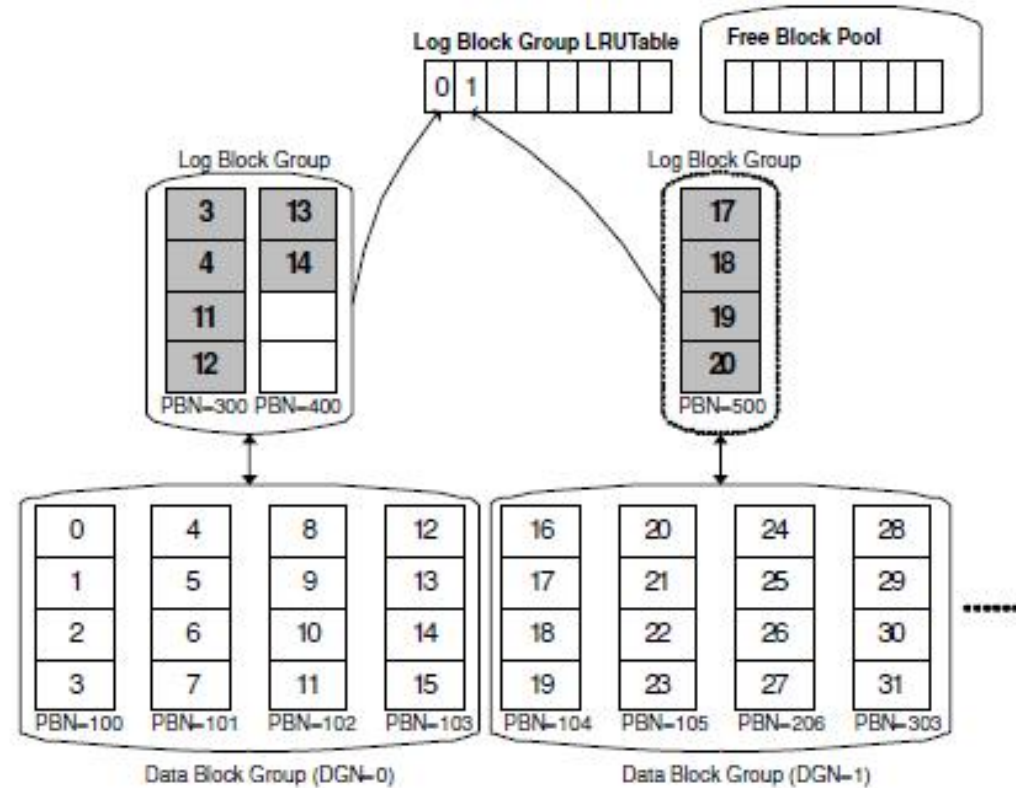 Log Block Group LRUTable
Free Block Pool
0 1
Log Block Group
Log Block Group
3 13
4 14
11
12
PBN=300 PBN=400
17
18
19
20
PBN=500
0 4 8 12 16 20 24 28
1 5 9 13 17 21 25 29
2 6 10 14 18 22 26 30
3 7 11 15 19 23 27 31
PBN=100 PBN=101 PBN=102 PBN=103 PBN=104 PBN=105 PBN=206 PBN=303
Data Block Group (DGN=0)
Data Block Group (DGN=1)